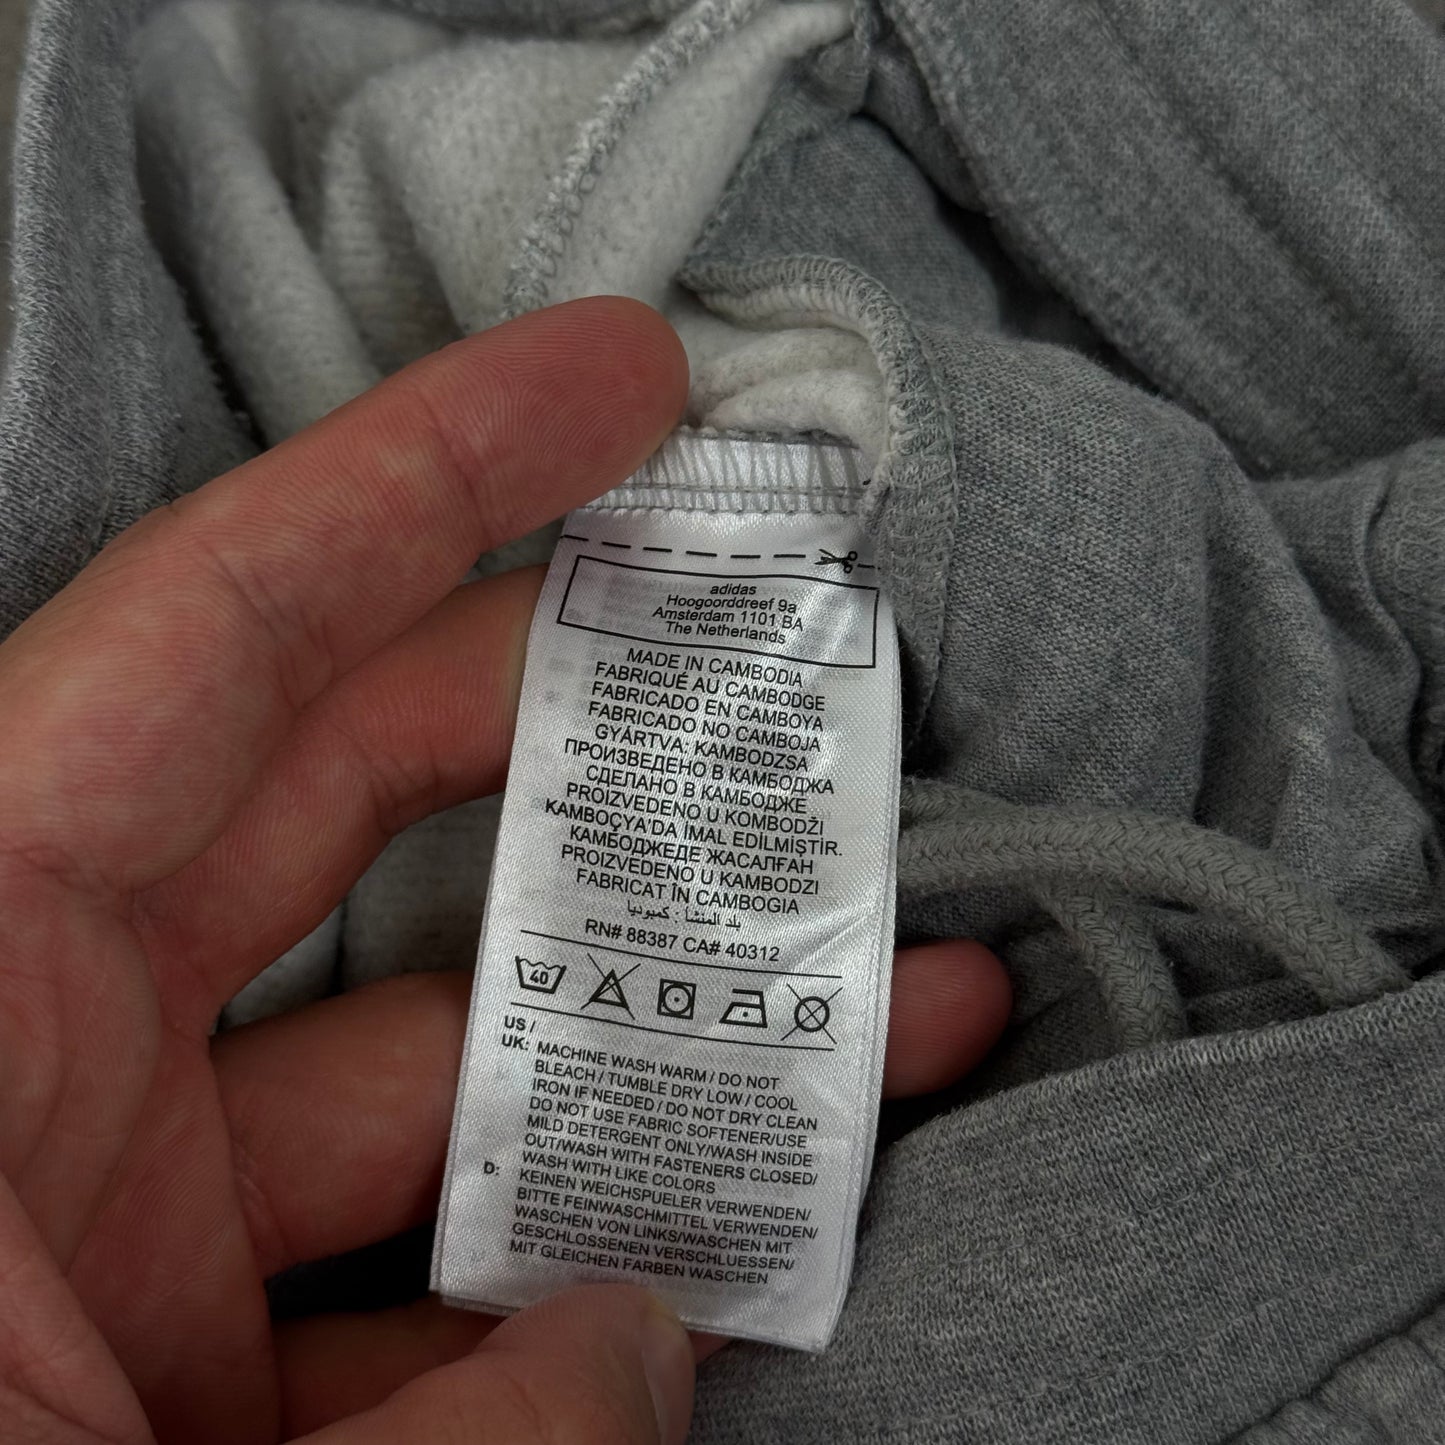 adidas
Hoogoorddreef 9a
Amsterdam 1101 BA
The Netherlands
MADE IN CAMBODIA
FABRIQUÉ AU CAMBODGE
FABRICADO EN CAMBOYA
FABRICADO NO CAMBOJA
GYÁRTVA: KAMBODZSA
ПРОИЗВЕДЕНО В КАМБОДЖА
СДЕЛАНО В КАМБОДЖЕ
PROIZVEDENO U KOMBODŽI
KAMBOÇYA'DA İMAL EDİLMİŞTİR.
КАМБОДЖЕДЕ ЖАСАЛҒАН
PROIZVEDENO U KAMBODZI
FABRICAT ÎN CAMBOGIA
بلد المنشأ : كمبوديا
RN# 88387 CA# 40312
40
US /
UK: MACHINE WASH WARM / DO NOT
BLEACH / TUMBLE DRY LOW / COOL
IRON IF NEEDED / DO NOT DRY CLEAN
DO NOT USE FABRIC SOFTENER/USE
MILD DETERGENT ONLY/WASH INSIDE
OUT/WASH WITH FASTENERS CLOSED/
WASH WITH LIKE COLORS
D: KEINEN WEICHSPUELER VERWENDEN/
BITTE FEINWASCHMITTEL VERWENDEN/
WASCHEN VON LINKS/WASCHEN MIT
GESCHLOSSENEN VERSCHLUESSEN/
MIT GLEICHEN FARBEN WASCHEN